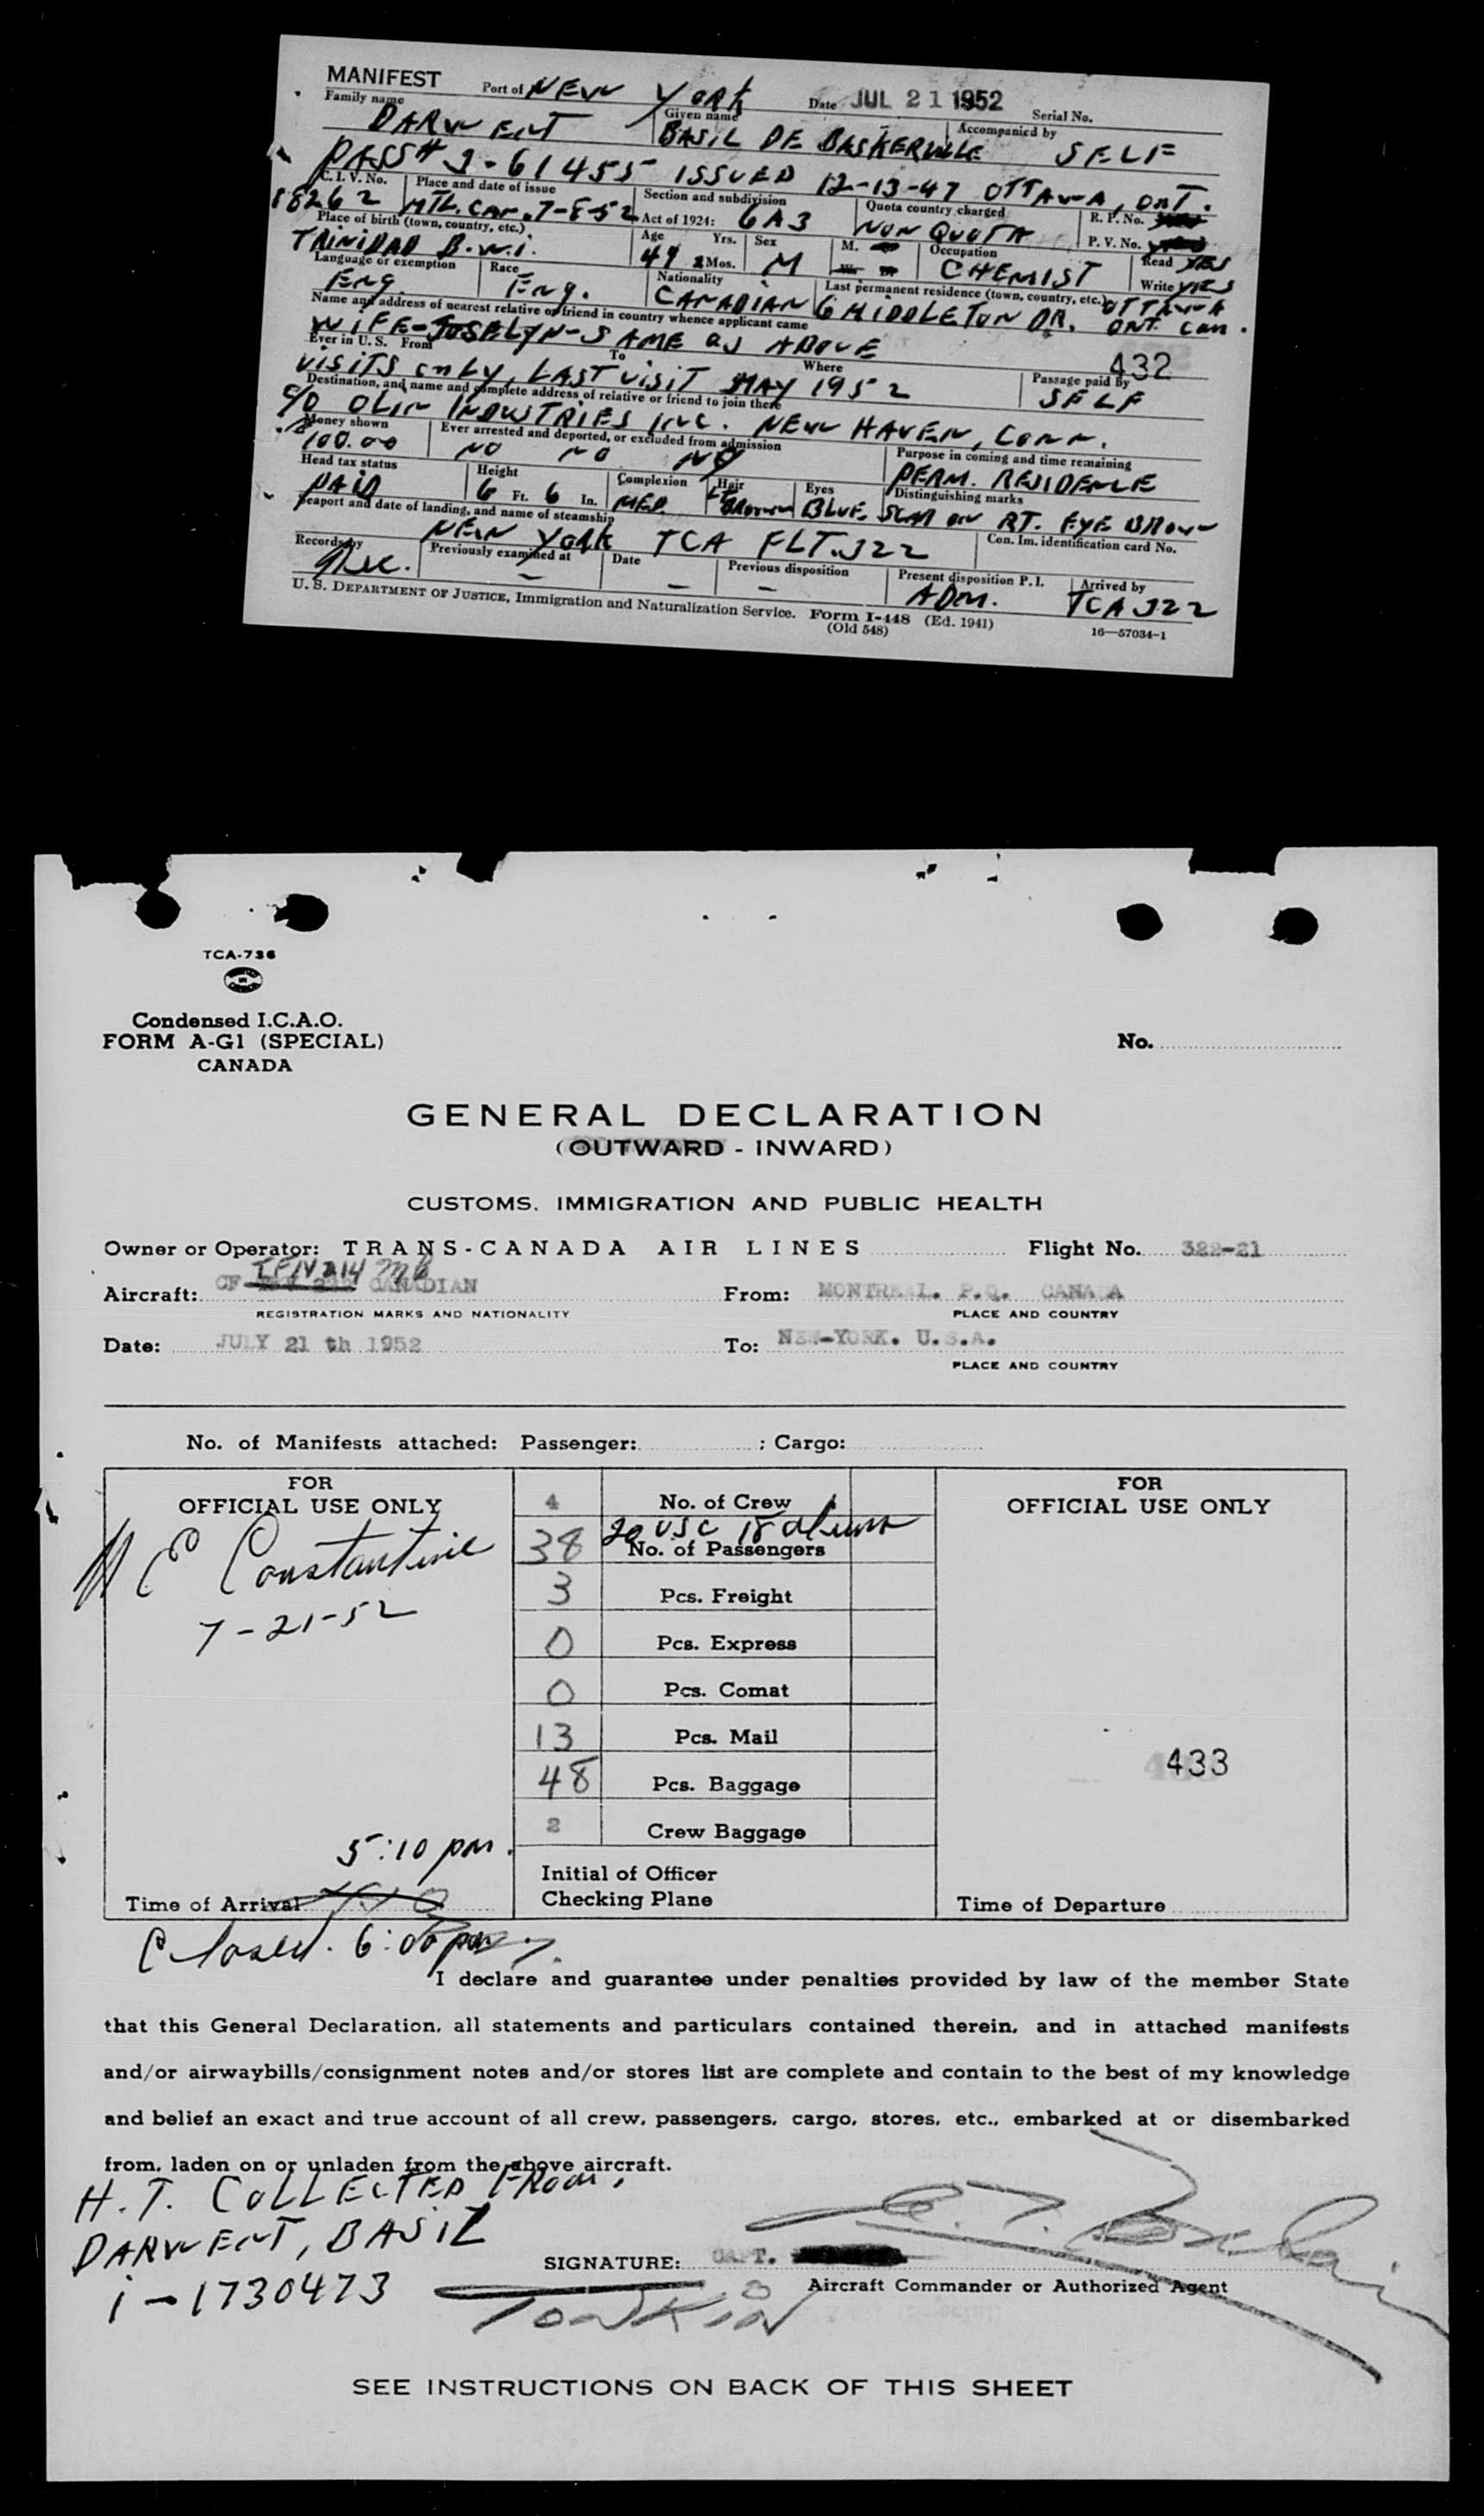 MANIFEST Port of NEW YORK Date JUL 21 1952 Serial No.
Family name Given name Accompanied by
DARWENT BASIL DE BASKERVILLE SELF
PASS# 3-61455 ISSUED 12-13-47 OTTAWA, ONT.
C. I. V. No. Place and date of issue Section and subdivision Quota country charged R. P. No.
18262 MTL. CAN. 7-8-52 Act of 1924: 6A3 NON QUOTA P. V. No.
Place of birth (town, country, etc.) Age Yrs. Sex M. Occupation Read YES
TRINIDAD B.W.I. 49 2 Mos. M CHEMIST Write YES
Language or exemption Race Nationality Last permanent residence (town, country, etc.)
ENG. ENG. CANADIAN 6 MIDDLETON DR. OTTAWA ONT. CAN.
Name and address of nearest relative or friend in country whence applicant came
WIFE-JOSELYN-SAME AS ABOVE
Ever in U. S. From To Where 432
VISITS ONLY, LAST VISIT MAY 1952 Passage paid by SELF
Destination, and name and complete address of relative or friend to join there
C/O OLIN INDUSTRIES INC. NEW HAVEN, CONN.
Money shown Ever arrested and deported, or excluded from admission Purpose in coming and time remaining
$100.00 NO NO NO PERM. RESIDENCE
Head tax status Height Complexion Hair Eyes Distinguishing marks
PAID 6 Ft. 6 In. MED. LT BROWN BLUE SCAR ON RT. EYE BROW
Seaport and date of landing, and name of steamship Con. Im. identification card No.
NEW YORK TCA FLT. 322
Records by Previously examined at Date Previous disposition Present disposition P. I. Arrived by
– – – ADM. TCA 322
U. S. DEPARTMENT OF JUSTICE, Immigration and Naturalization Service. Form I-448 (Ed. 1941)
(Old 548) 16—57034-1
TCA-736
Condensed I.C.A.O.
FORM A-G1 (SPECIAL) No.
CANADA
GENERAL DECLARATION
(OUTWARD - INWARD)
CUSTOMS, IMMIGRATION AND PUBLIC HEALTH
Owner or Operator: TRANS-CANADA AIR LINES Flight No. 322-21
Aircraft: CF TFN 214 CANADIAN From: MONTREAL. P.Q. CANADA
REGISTRATION MARKS AND NATIONALITY PLACE AND COUNTRY
Date: JULY 21 th 1952 To: NEW-YORK. U.S.A.
PLACE AND COUNTRY
No. of Manifests attached: Passenger: ; Cargo:
FOR FOR
OFFICIAL USE ONLY 4 No. of Crew OFFICIAL USE ONLY
20 USC 18 aliens
H E Constantine 38 No. of Passengers
7-21-52 3 Pcs. Freight
0 Pcs. Express
0 Pcs. Comat
13 Pcs. Mail
433
48 Pcs. Baggage
2 Crew Baggage
5:10 pm.
Initial of Officer
Time of Arrival Checking Plane Time of Departure
Closed. 6:00 pm.
I declare and guarantee under penalties provided by law of the member State
that this General Declaration, all statements and particulars contained therein, and in attached manifests
and/or airwaybills/consignment notes and/or stores list are complete and contain to the best of my knowledge
and belief an exact and true account of all crew, passengers, cargo, stores, etc., embarked at or disembarked
from, laden on or unladen from the above aircraft.
H.T. COLLECTED FROM,
DARWENT, BASIL
SIGNATURE: CAPT.
I-1730473 Aircraft Commander or Authorized Agent
TONKIN
SEE INSTRUCTIONS ON BACK OF THIS SHEET